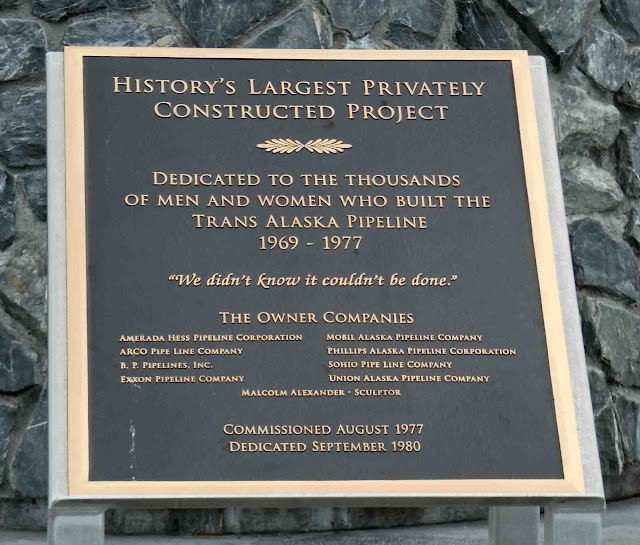 History's Largest Privately
Constructed Project
Dedicated to the thousands
of men and women who built the
Trans Alaska Pipeline
1969 - 1977
"We didn't know it couldn't be done."
The Owner Companies
Amerada Hess Pipeline Corporation
ARCO Pipe Line Company
B. P. Pipelines, Inc.
Exxon Pipeline Company
Mobil Alaska Pipeline Company
Phillips Alaska Pipeline Corporation
Sohio Pipe Line Company
Union Alaska Pipeline Company
Malcolm Alexander · Sculptor
Commissioned August 1977
Dedicated September 1980